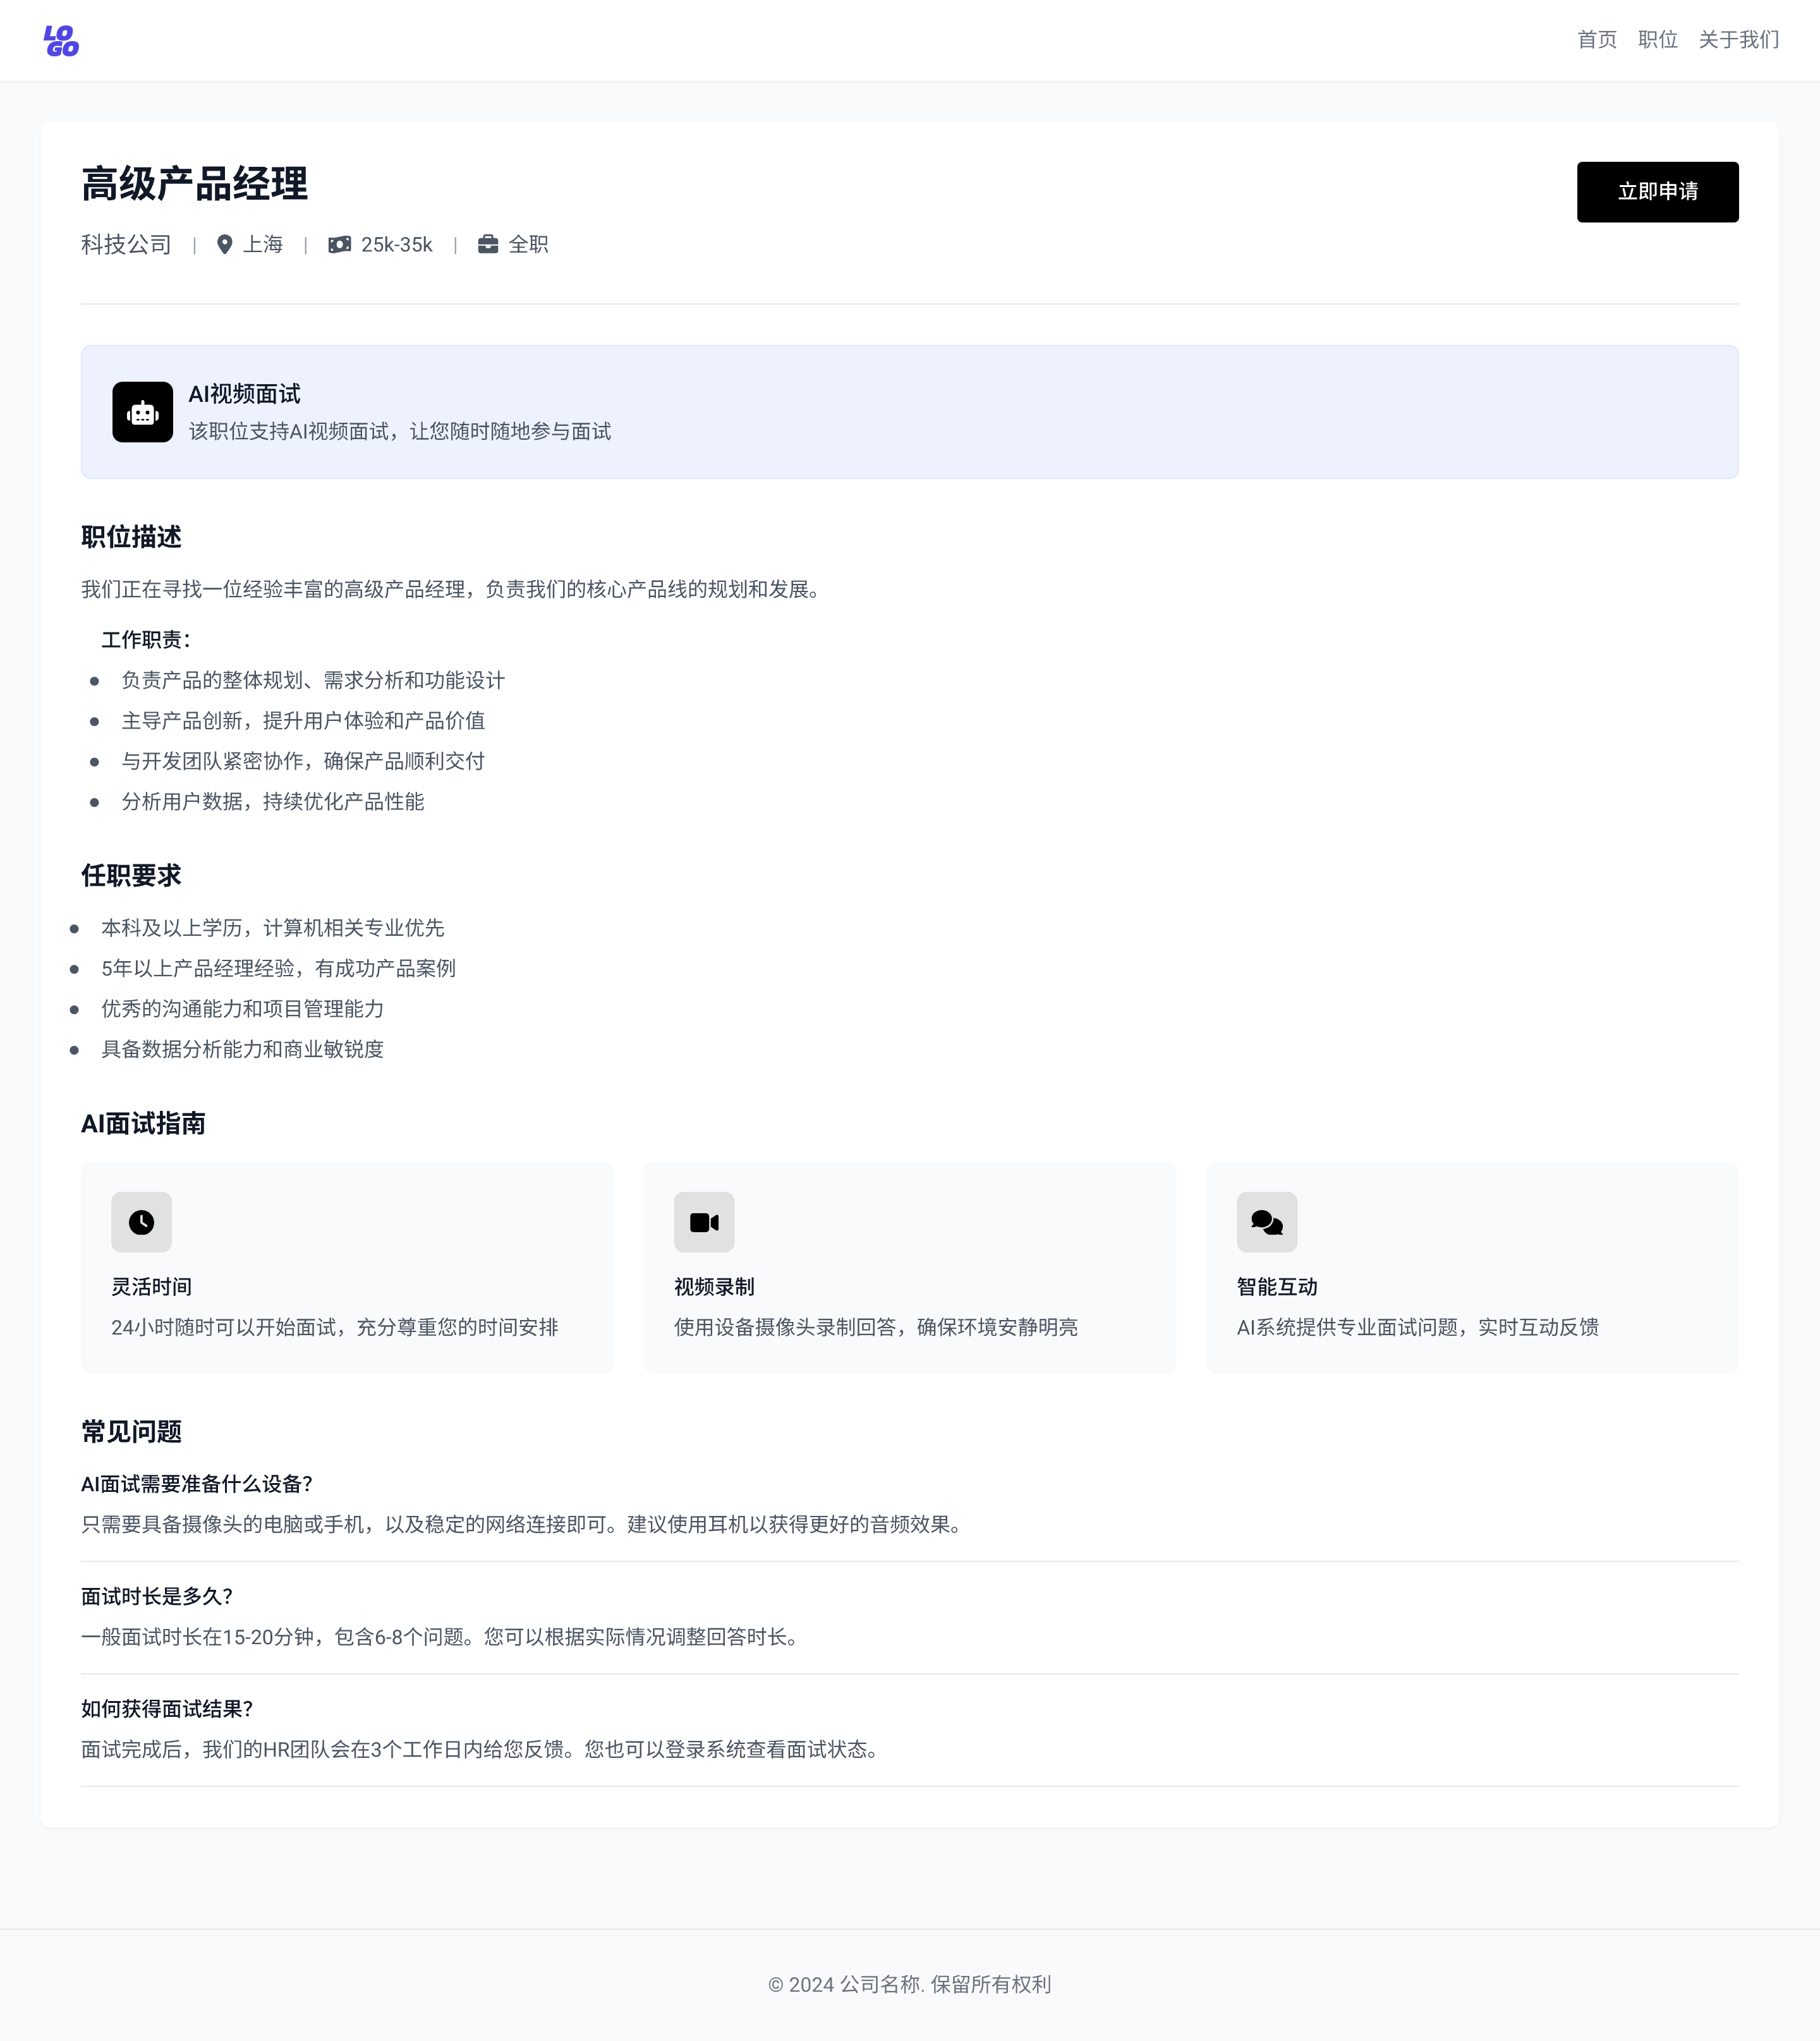 LO
GO
首页 职位 关于我们
高级产品经理
立即申请
科技公司 | 上海 | 25k-35k | 全职
AI视频面试
该职位支持AI视频面试，让您随时随地参与面试
职位描述
我们正在寻找一位经验丰富的高级产品经理，负责我们的核心产品线的规划和发展。
工作职责：
负责产品的整体规划、需求分析和功能设计
主导产品创新，提升用户体验和产品价值
与开发团队紧密协作，确保产品顺利交付
分析用户数据，持续优化产品性能
任职要求
本科及以上学历，计算机相关专业优先
5年以上产品经理经验，有成功产品案例
优秀的沟通能力和项目管理能力
具备数据分析能力和商业敏锐度
AI面试指南
灵活时间
24小时随时可以开始面试，充分尊重您的时间安排
视频录制
使用设备摄像头录制回答，确保环境安静明亮
智能互动
AI系统提供专业面试问题，实时互动反馈
常见问题
AI面试需要准备什么设备？
只需要具备摄像头的电脑或手机，以及稳定的网络连接即可。建议使用耳机以获得更好的音频效果。
面试时长是多久？
一般面试时长在15-20分钟，包含6-8个问题。您可以根据实际情况调整回答时长。
如何获得面试结果？
面试完成后，我们的HR团队会在3个工作日内给您反馈。您也可以登录系统查看面试状态。
© 2024 公司名称. 保留所有权利